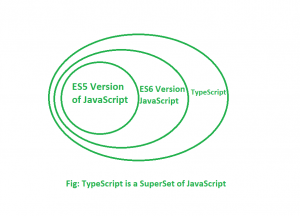 ES5 Version
of JavaScript
ES6 Version
JavaScript
TypeScript
Fig: TypeScript is a SuperSet of JavaScript